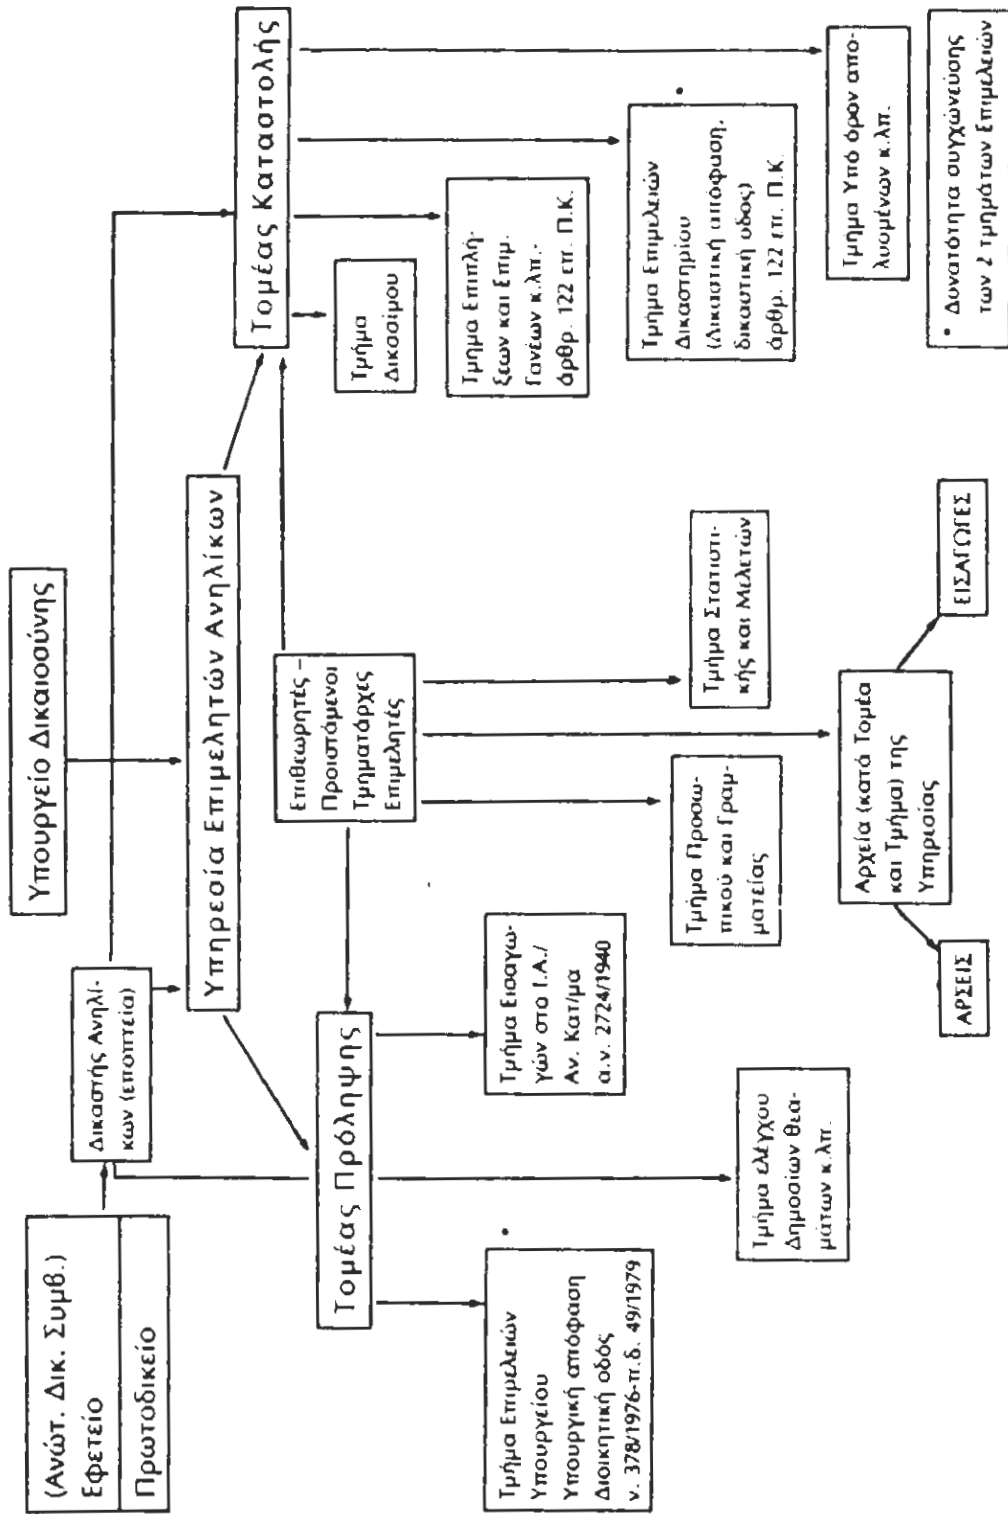 Υπουργείο Δικαιοσύνης
(Ανώτ. Δικ. Συμβ.)
Εφετείο
Πρωτοδικείο
Δικαστής Ανηλί-
κων (εποπτεία)
Υπηρεσία Επιμελητών Ανηλίκων
Τομέας Πρόληψης
Επιθεωρητές –
Προιστάμενοι
Τμηματάρχες
Επιμελητές
Τομέας Καταστολής
Τμήμα Επιμελειών
Υπουργείου
Υπουργική απόφαση
Διοικητική οδός
ν. 378/1976-π.δ. 49/1979
•
Τμήμα Εισαγω-
γών στα Ι.Α./
Αν. Κατ/μα
α.ν. 2724/1940
Τμήμα ελέγχου
Δημοσίων θεα-
μάτων κ.λπ.
Τμήμα Προσω-
πικού και Γραμ-
ματείας
Τμήμα Στατιστι-
κής και Μελετών
Αρχεία (κατά Τομέα
και Τμήμα) της
Υπηρεσίας
ΑΡΣΕΙΣ
ΕΙΣΑΓΩΓΕΣ
Τμήμα
Δικασίμου
Τμήμα Επιπλή-
ξεων και Επιμ.
Γονέων κ.λπ.-
άρθρ. 122 επ. Π.Κ.
Τμήμα Επιμελειών
Δικαστηρίου
(Δικαστική απόφαση,
δικαστική οδος)
άρθρ. 122 επ. Π.Κ.
•
Τμήμα Υπό όρον απο-
λυομένων κ.λπ.
• Δυνατότητα συγχώνευσης
των 2 τμημάτων Επιμελειών